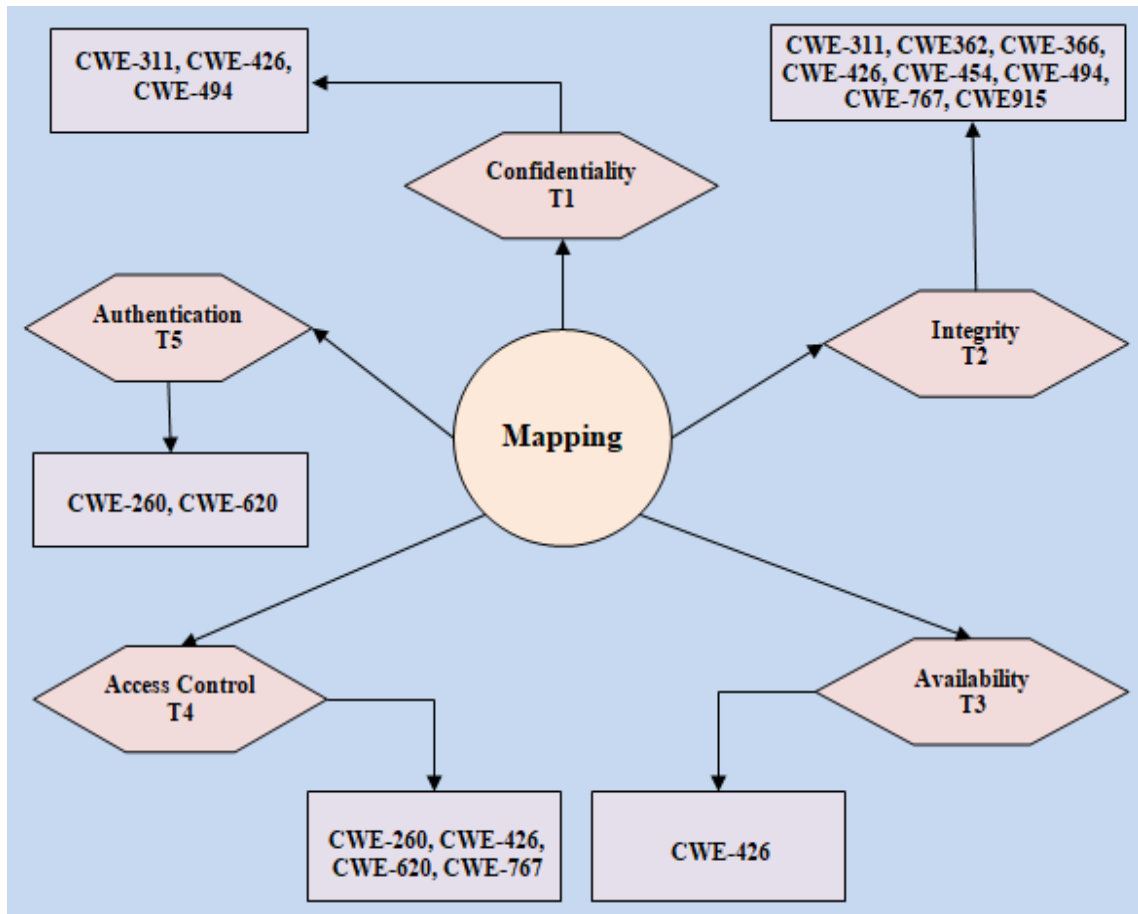 CWE-311, CWE-426,
CWE-494
CWE-311, CWE362, CWE-366,
CWE-426, CWE-454, CWE-494,
CWE-767, CWE915
Confidentiality
T1
Authentication
T5
Integrity
T2
Mapping
CWE-260, CWE-620
Access Control
T4
Availability
T3
CWE-260, CWE-426,
CWE-620, CWE-767
CWE-426